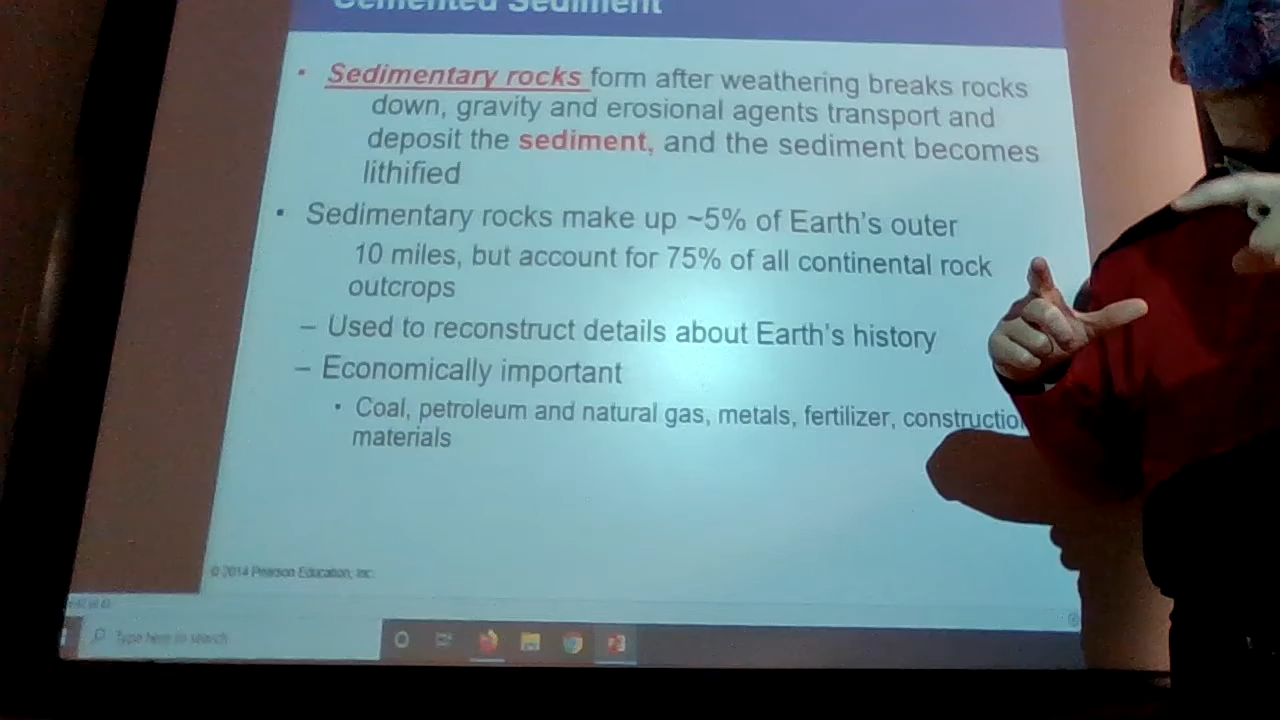 Cemented Sediment
• Sedimentary rocks form after weathering breaks rocks
down, gravity and erosional agents transport and
deposit the sediment, and the sediment becomes
lithified
• Sedimentary rocks make up ~5% of Earth's outer
10 miles, but account for 75% of all continental rock
outcrops
– Used to reconstruct details about Earth's history
– Economically important
• Coal, petroleum and natural gas, metals, fertilizer, constructio
materials
© 2014 Pearson Education, Inc.
Type here to search